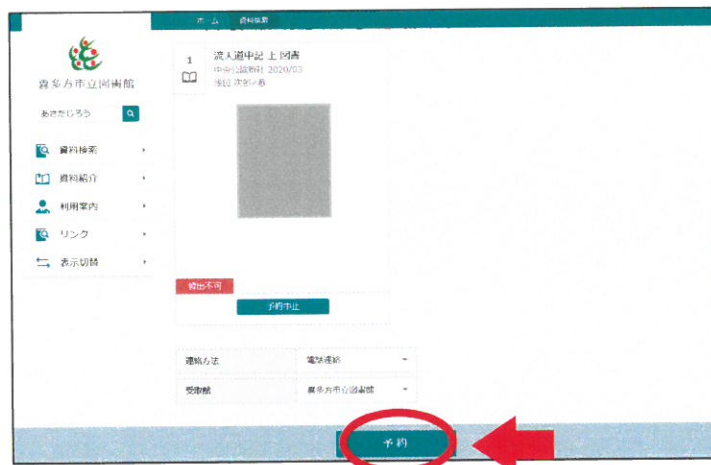 ホーム 資料検索
喜多方市立図書館
あさだじろう
資料検索
資料紹介
利用案内
リンク
表示切替
1
流人道中記 上 図書
中央公論新社 2020/03
浅田 次郎∥著
貸出不可
予約中止
連絡方法 電話連絡
受取館 喜多方市立図書館
予約